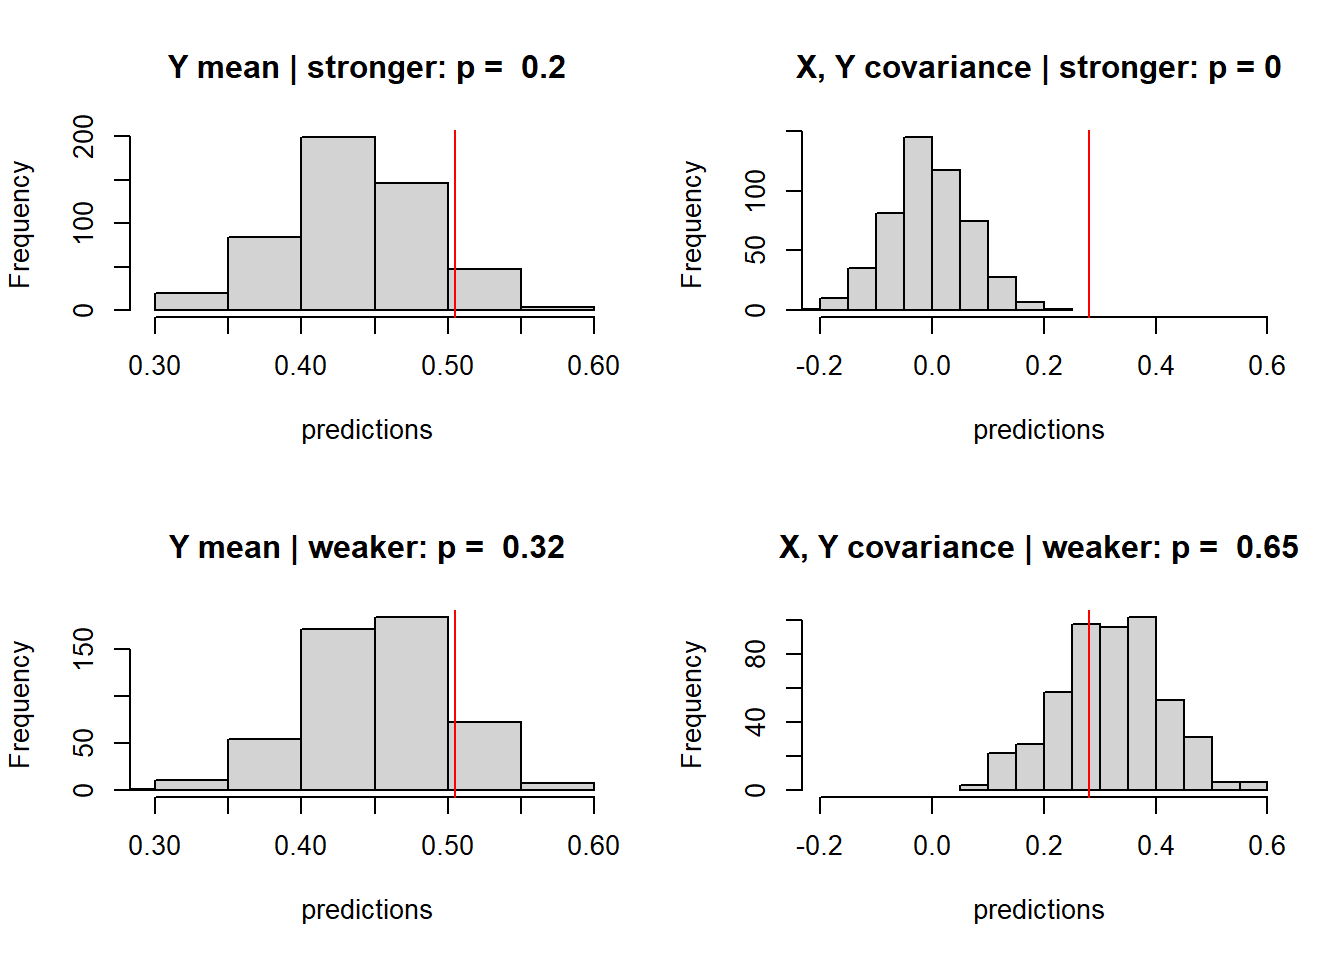 Y mean | stronger: p =  0.2
Frequency
200
100
0
0.30 0.40 0.50 0.60
predictions
X, Y covariance | stronger: p = 0
Frequency
100
50
0
-0.2 0.0 0.2 0.4 0.6
predictions
Y mean | weaker: p =  0.32
Frequency
150
50
0
0.30 0.40 0.50 0.60
predictions
X, Y covariance | weaker: p =  0.65
Frequency
80
40
0
-0.2 0.0 0.2 0.4 0.6
predictions